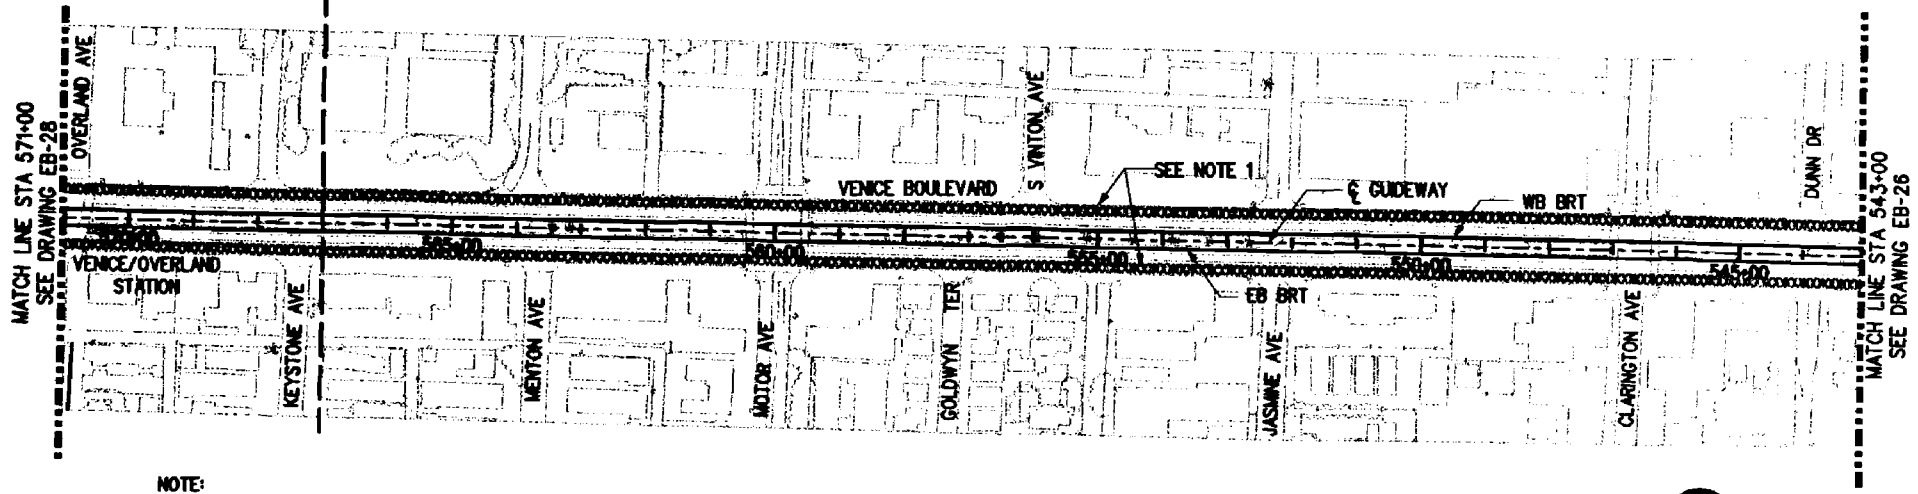 MATCH LINE STA 571+00
SEE DRAWING EB-28
OVERLAND AVE
S VINTON AVE
DUNN DR
VENICE BOULEVARD
SEE NOTE 1
℄ GUIDEWAY
WB BRT
565+00
560+00
555+00
550+00
545+00
VENICE/OVERLAND
STATION
EB BRT
KEYSTONE AVE
MENTON AVE
MOTOR AVE
GOLDWYN TER
JASMINE AVE
CLARINGTON AVE
MATCH LINE STA 543+00
SEE DRAWING EB-26
NOTE: